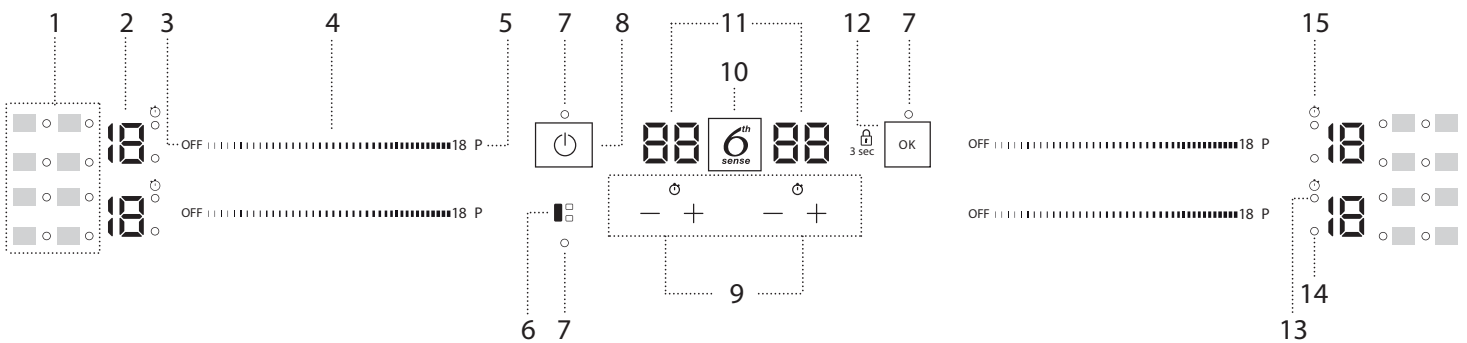 1 2 3 4 5 7 8 11 12 7 15
10
18 OFF 18 P 88 6th sense 88 3 sec OK OFF 18 P 18
18 OFF 18 P OFF 18 P 18
− + − +
9
6 7 13 14